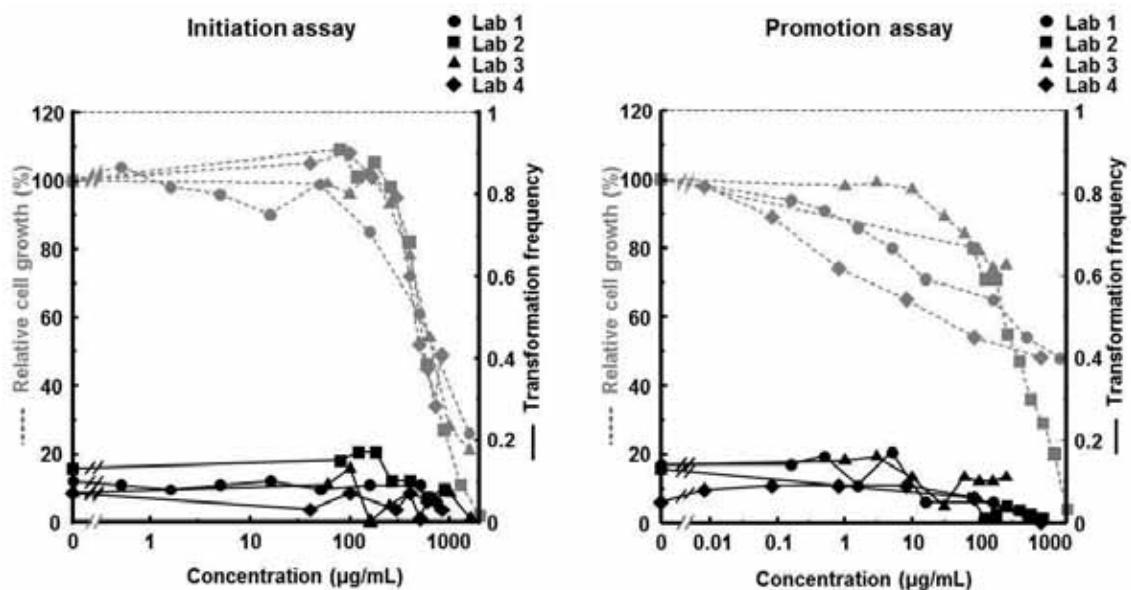 Initiation assay
Lab 1
Lab 2
Lab 3
Lab 4
120
100
80
60
40
20
0
Relative cell growth (%)
1
0.8
0.6
0.4
0.2
0
Transformation frequency
0 1 100 1000
Concentration (µg/mL)
Promotion assay
Lab 1
Lab 2
Lab 3
Lab 4
120
100
80
60
40
20
0
Relative cell growth (%)
1
0.8
0.6
0.4
0.2
0
Transformation frequency
0 0.01 0.1 1 10 100 1000
Concentration (µg/mL)